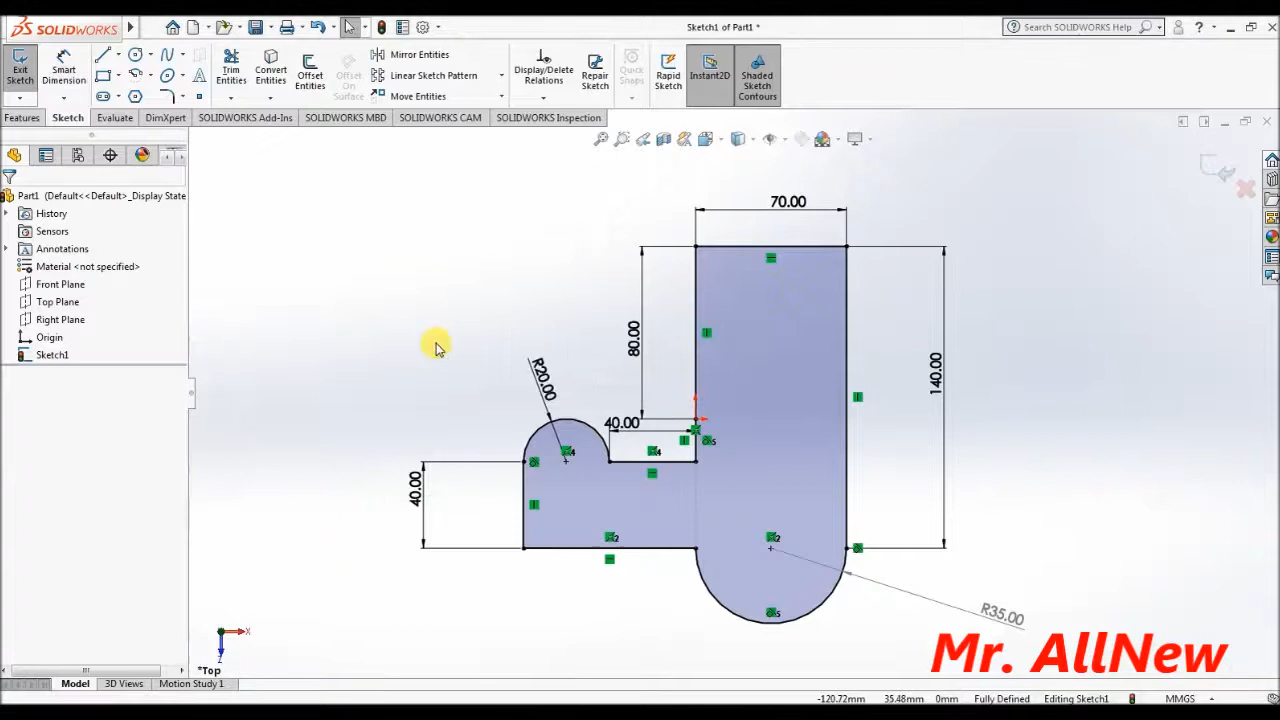 SOLIDWORKS
Sketch1 of Part1 *
Search SOLIDWORKS Help
Exit Sketch
Smart Dimension
Trim Entities
Convert Entities
Offset Entities
Offset On Surface
Mirror Entities
Linear Sketch Pattern
Move Entities
Display/Delete Relations
Repair Sketch
Quick Snaps
Rapid Sketch
Instant2D
Shaded Sketch Contours
Features
Sketch
Evaluate
DimXpert
SOLIDWORKS Add-Ins
SOLIDWORKS MBD
SOLIDWORKS CAM
SOLIDWORKS Inspection
Part1 (Default<<Default>_Display State
History
Sensors
Annotations
Material <not specified>
Front Plane
Top Plane
Right Plane
Origin
Sketch1
70.00
80.00
140.00
R20.00
40.00
40.00
R35.00
X
Z
*Top
Mr. AllNew
Model
3D Views
Motion Study 1
-120.72mm
35.48mm
0mm
Fully Defined
Editing Sketch1
MMGS